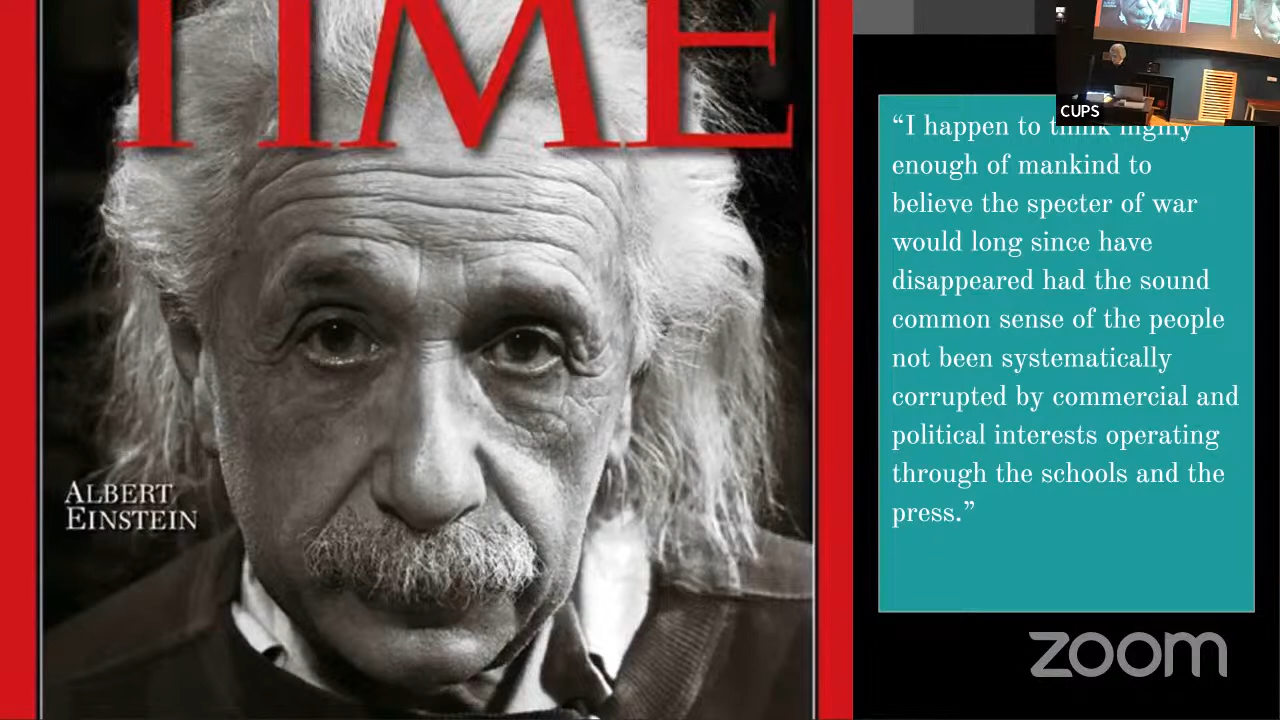 TIME
ALBERT
EINSTEIN
CUPS
“I happen to think highly
enough of mankind to
believe the specter of war
would long since have
disappeared had the sound
common sense of the people
not been systematically
corrupted by commercial and
political interests operating
through the schools and the
press.”
zoom